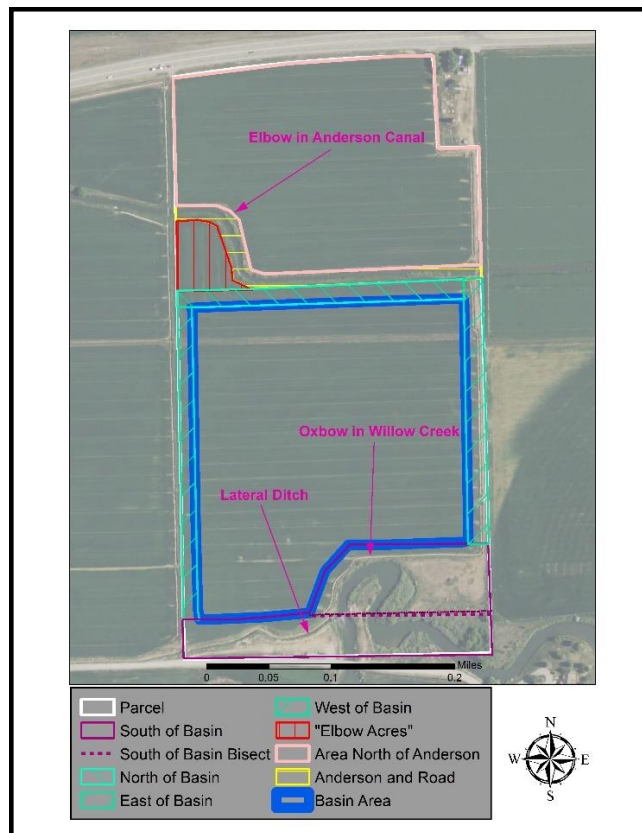 Elbow in Anderson Canal
Oxbow in Willow Creek
Lateral Ditch
Miles
0 0.05 0.1 0.2
Parcel
South of Basin
South of Basin Bisect
North of Basin
East of Basin
West of Basin
"Elbow Acres"
Area North of Anderson
Anderson and Road
Basin Area
N
W E
S